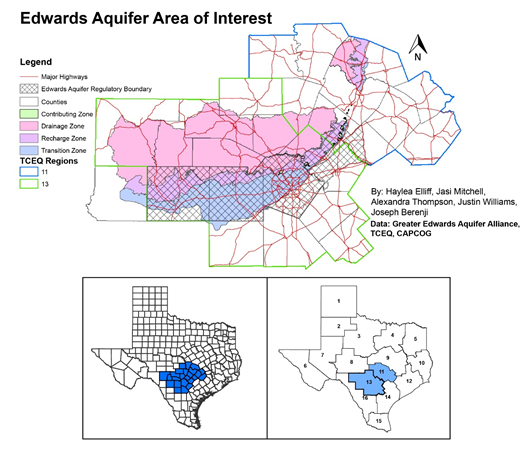 Edwards Aquifer Area of Interest
N
Legend
Major Highways
Edwards Aquifer Regulatory Boundary
Counties
Contributing Zone
Drainage Zone
Recharge Zone
Transition Zone
TCEQ Regions
11
13
By: Haylea Elliff, Jasi Mitchell,
Alexandra Thompson, Justin Williams,
Joseph Berenji
Data: Greater Edwards Aquifer Alliance,
TCEQ, CAPCOG
1
2
3
4
5
7
8
9
10
6
11
13
12
16
14
15